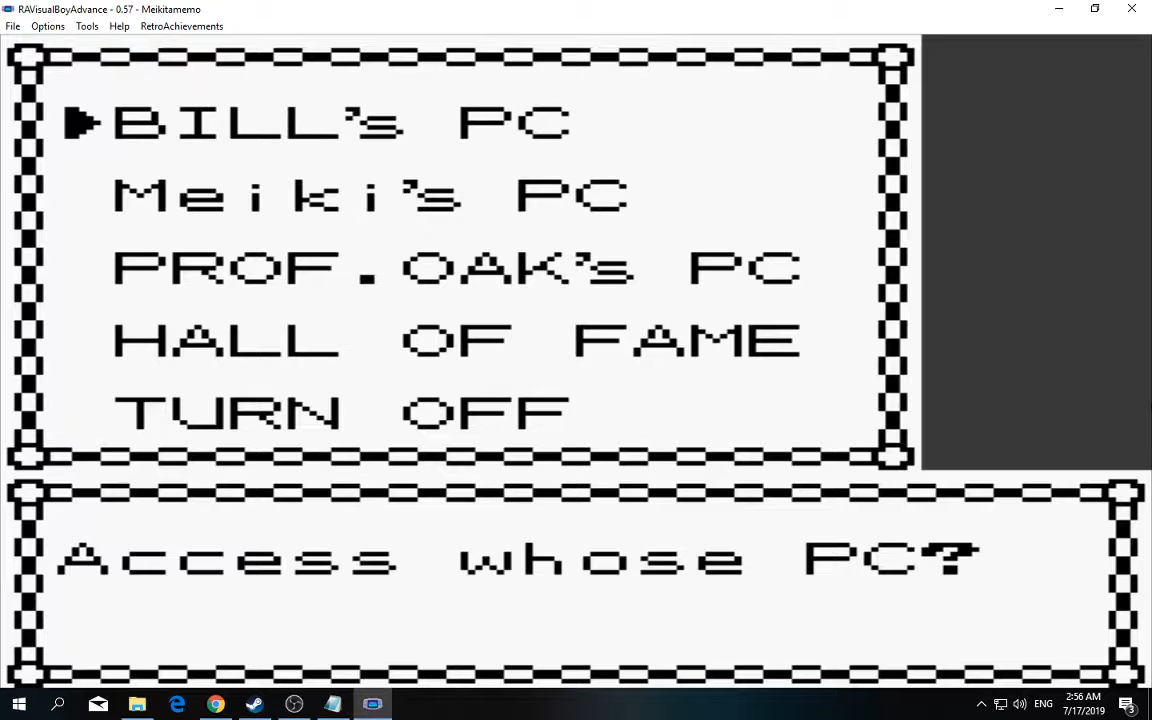 RAVisualBoyAdvance - 0.57 - Meikitamemo
File Options Tools Help RetroAchievements
BILL's PC
Meiki's PC
PROF.OAK's PC
HALL OF FAME
TURN OFF
Access whose PC?
ENG
2:56 AM
7/17/2019
3